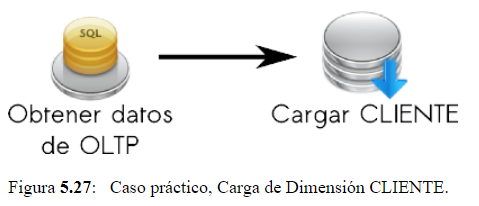 SQL
Obtener datos
de OLTP
Cargar CLIENTE
Figura 5.27: Caso práctico, Carga de Dimensión CLIENTE.